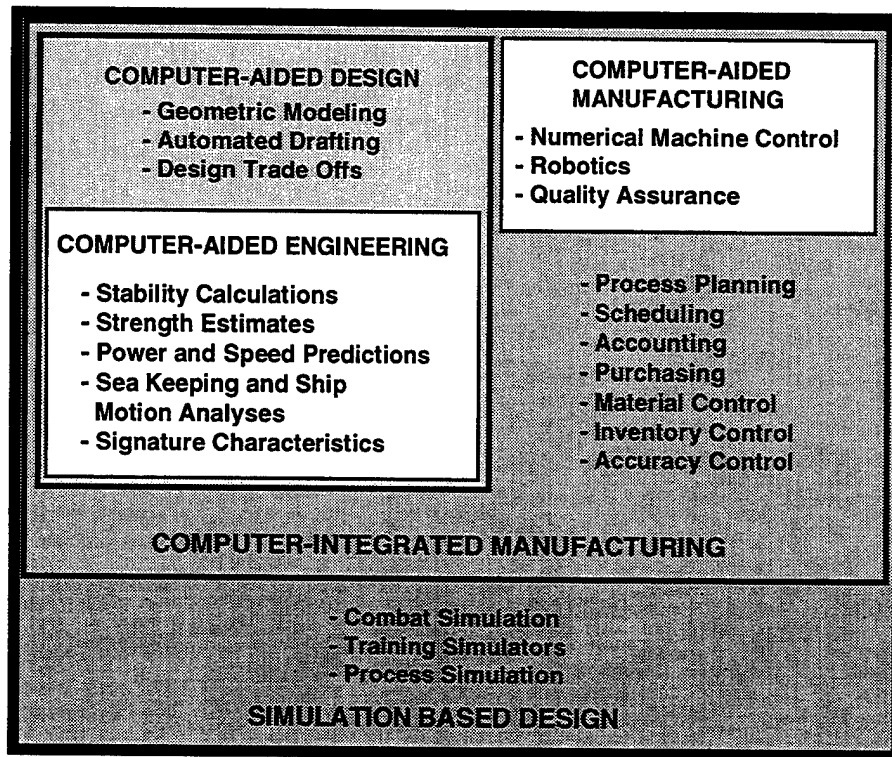 COMPUTER-AIDED DESIGN
- Geometric Modeling
- Automated Drafting
- Design Trade Offs
COMPUTER-AIDED ENGINEERING
- Stability Calculations
- Strength Estimates
- Power and Speed Predictions
- Sea Keeping and Ship
Motion Analyses
- Signature Characteristics
COMPUTER-AIDED
MANUFACTURING
- Numerical Machine Control
- Robotics
- Quality Assurance
- Process Planning
- Scheduling
- Accounting
- Purchasing
- Material Control
- Inventory Control
- Accuracy Control
COMPUTER-INTEGRATED MANUFACTURING
- Combat Simulation
- Training Simulators
- Process Simulation
SIMULATION BASED DESIGN